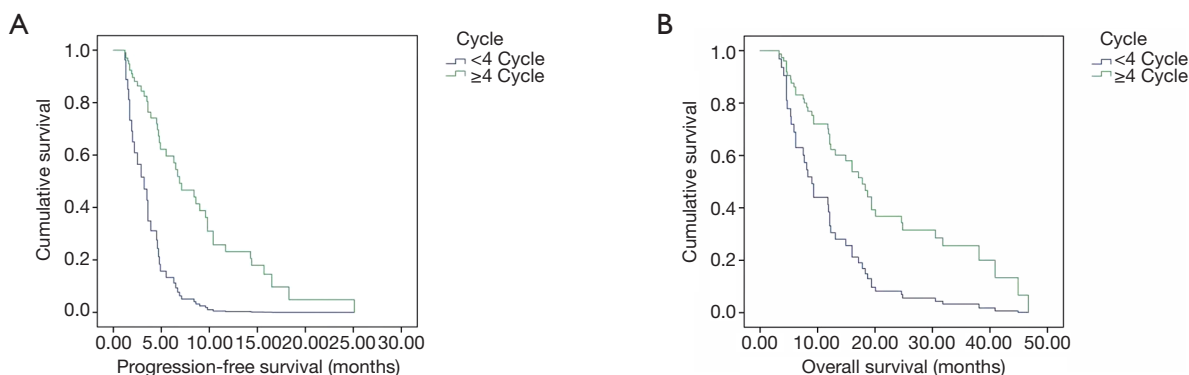 A
Cycle
<4 Cycle
≥4 Cycle
1.0
0.8
0.6
0.4
0.2
0.0
Cumulative survival
0.00 5.00 10.00 15.00 20.00 25.00 30.00
Progression-free survival (months)
B
Cycle
<4 Cycle
≥4 Cycle
1.0
0.8
0.6
0.4
0.2
0.0
Cumulative survival
0.00 10.00 20.00 30.00 40.00 50.00
Overall survival (months)